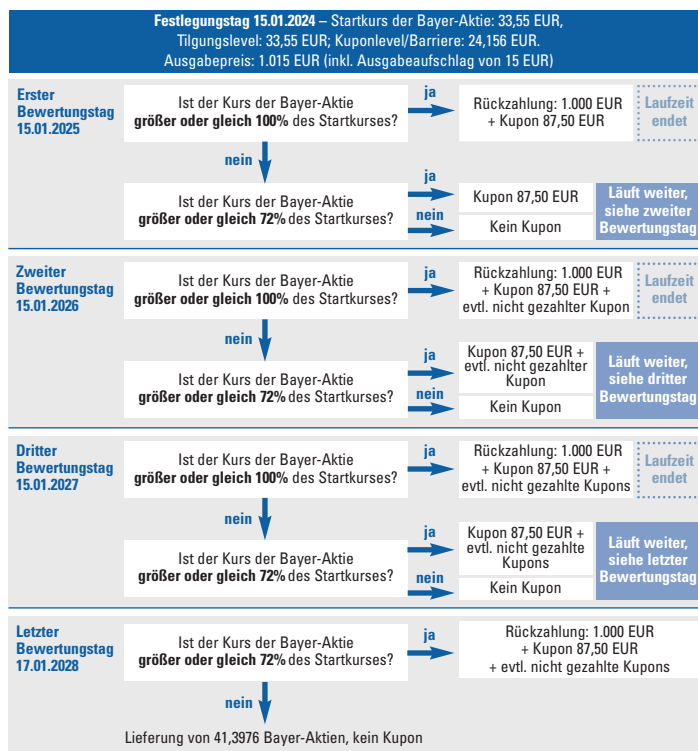 Festlegungstag 15.01.2024 – Startkurs der Bayer-Aktie: 33,55 EUR,
Tilgungslevel: 33,55 EUR; Kuponlevel/Barriere: 24,156 EUR.
Ausgabepreis: 1.015 EUR (inkl. Ausgabeaufschlag von 15 EUR)
Erster
Bewertungstag
15.01.2025
Ist der Kurs der Bayer-Aktie
größer oder gleich 100% des Startkurses?
ja
Rückzahlung: 1.000 EUR
+ Kupon 87,50 EUR
Laufzeit
endet
nein
Ist der Kurs der Bayer-Aktie
größer oder gleich 72% des Startkurses?
ja
Kupon 87,50 EUR
nein
Kein Kupon
Läuft weiter,
siehe zweiter
Bewertungstag
Zweiter
Bewertungstag
15.01.2026
Ist der Kurs der Bayer-Aktie
größer oder gleich 100% des Startkurses?
ja
Rückzahlung: 1.000 EUR
+ Kupon 87,50 EUR +
evtl. nicht gezahlter Kupon
Laufzeit
endet
nein
Ist der Kurs der Bayer-Aktie
größer oder gleich 72% des Startkurses?
ja
Kupon 87,50 EUR +
evtl. nicht gezahlter
Kupon
nein
Kein Kupon
Läuft weiter,
siehe dritter
Bewertungstag
Dritter
Bewertungstag
15.01.2027
Ist der Kurs der Bayer-Aktie
größer oder gleich 100% des Startkurses?
ja
Rückzahlung: 1.000 EUR
+ Kupon 87,50 EUR +
evtl. nicht gezahlte Kupons
Laufzeit
endet
nein
Ist der Kurs der Bayer-Aktie
größer oder gleich 72% des Startkurses?
ja
Kupon 87,50 EUR +
evtl. nicht gezahlte
Kupons
nein
Kein Kupon
Läuft weiter,
siehe letzter
Bewertungstag
Letzter
Bewertungstag
17.01.2028
Ist der Kurs der Bayer-Aktie
größer oder gleich 72% des Startkurses?
ja
Rückzahlung: 1.000 EUR
+ Kupon 87,50 EUR
+ evtl. nicht gezahlte Kupons
nein
Lieferung von 41,3976 Bayer-Aktien, kein Kupon